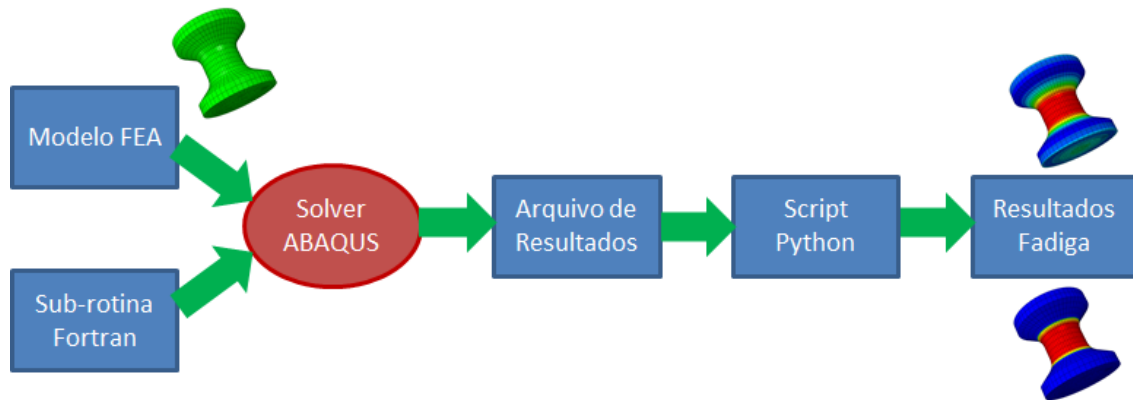 Modelo FEA
Solver
ABAQUS
Sub-rotina
Fortran
Arquivo de
Resultados
Script
Python
Resultados
Fadiga